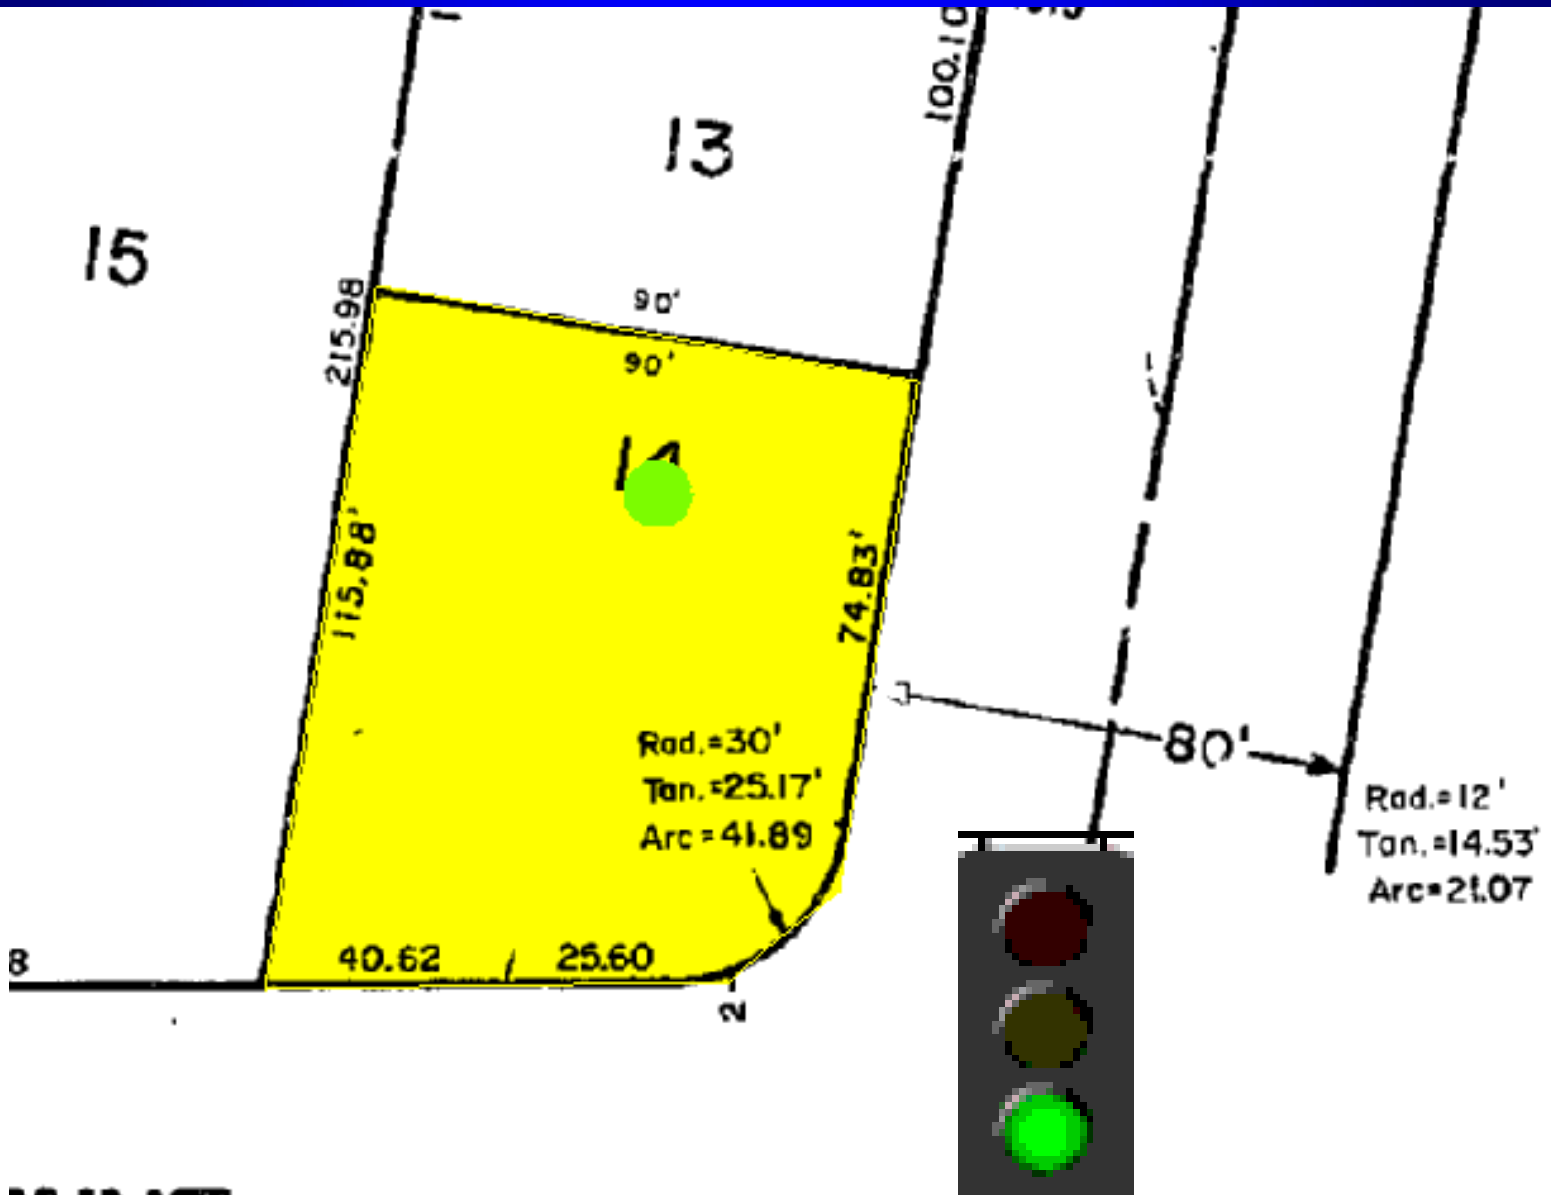 100.10
13
15
215.98
90'
90'
14
115.88'
74.83'
Rad.=30'
Tan.=25.17'
Arc=41.89
80'
Rad.=12'
Tan.=14.53'
Arc=21.07
8
40.62
25.60
2